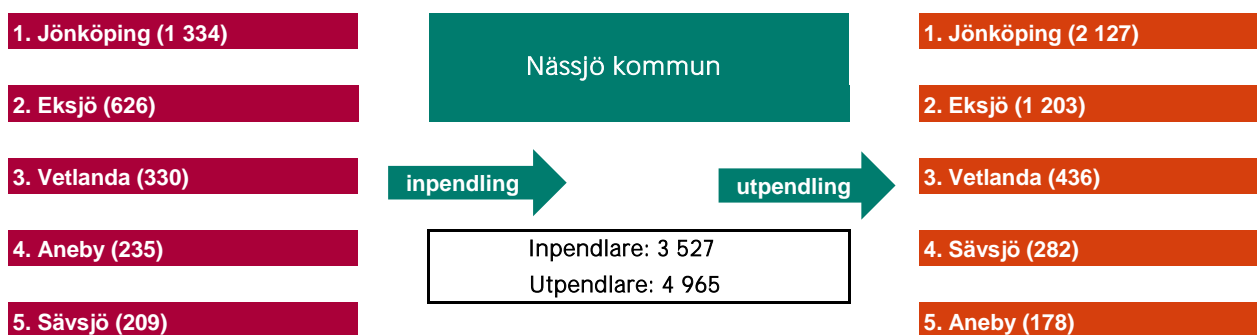 1. Jönköping (1 334)
2. Eksjö (626)
3. Vetlanda (330)
4. Aneby (235)
5. Sävsjö (209)
Nässjö kommun
inpendling
utpendling
Inpendlare: 3 527
Utpendlare: 4 965
1. Jönköping (2 127)
2. Eksjö (1 203)
3. Vetlanda (436)
4. Sävsjö (282)
5. Aneby (178)